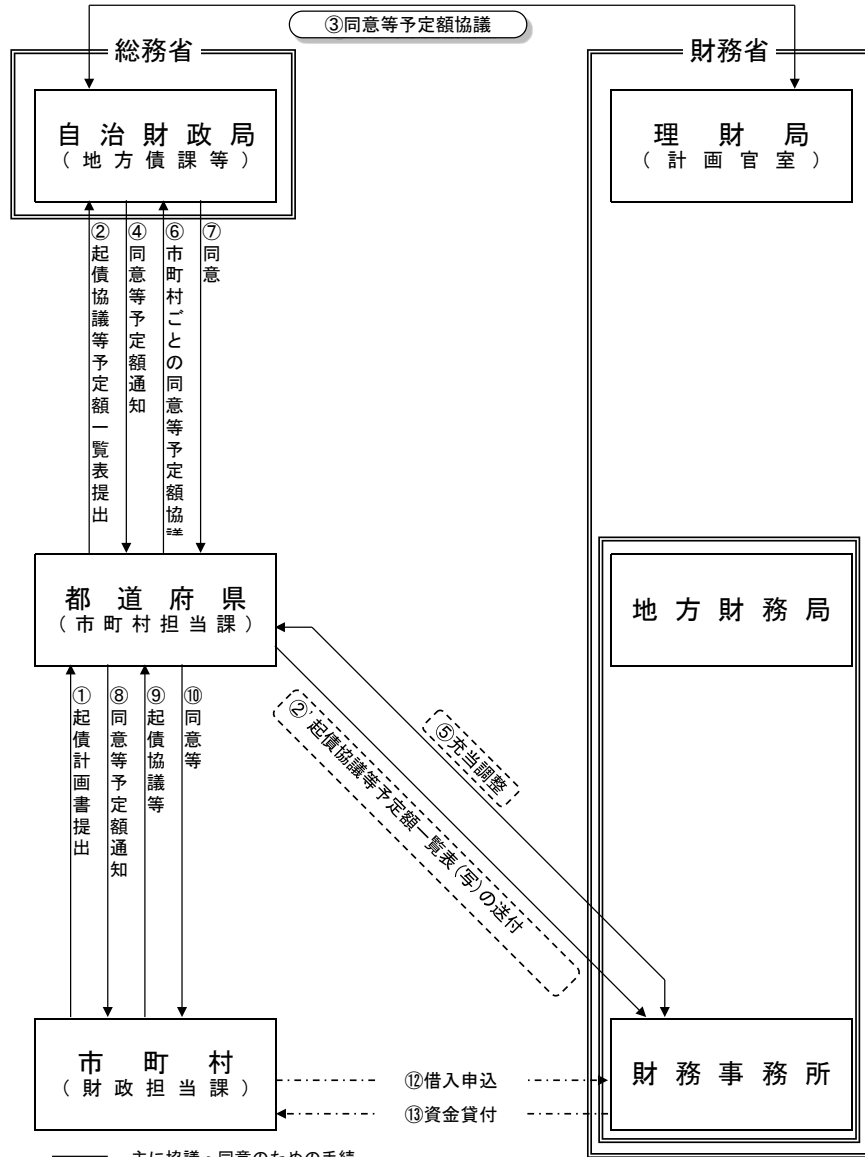 ③同意等予定額協議
総務省
財務省
自治財政局
(地方債課等)
理財局
(計画官室)
②起債協議等予定額一覧表提出
④同意等予定額通知
⑥市町村ごとの同意等予定額協議
⑦同意
都道府県
(市町村担当課)
地方財務局
①起債計画書提出
⑧同意等予定額通知
⑨起債協議等
⑩同意等
②'起債協議等予定額一覧表(写)の送付
⑤充当調整
市町村
(財政担当課)
⑫借入申込
⑬資金貸付
財務事務所
主に協議・同意のための手続